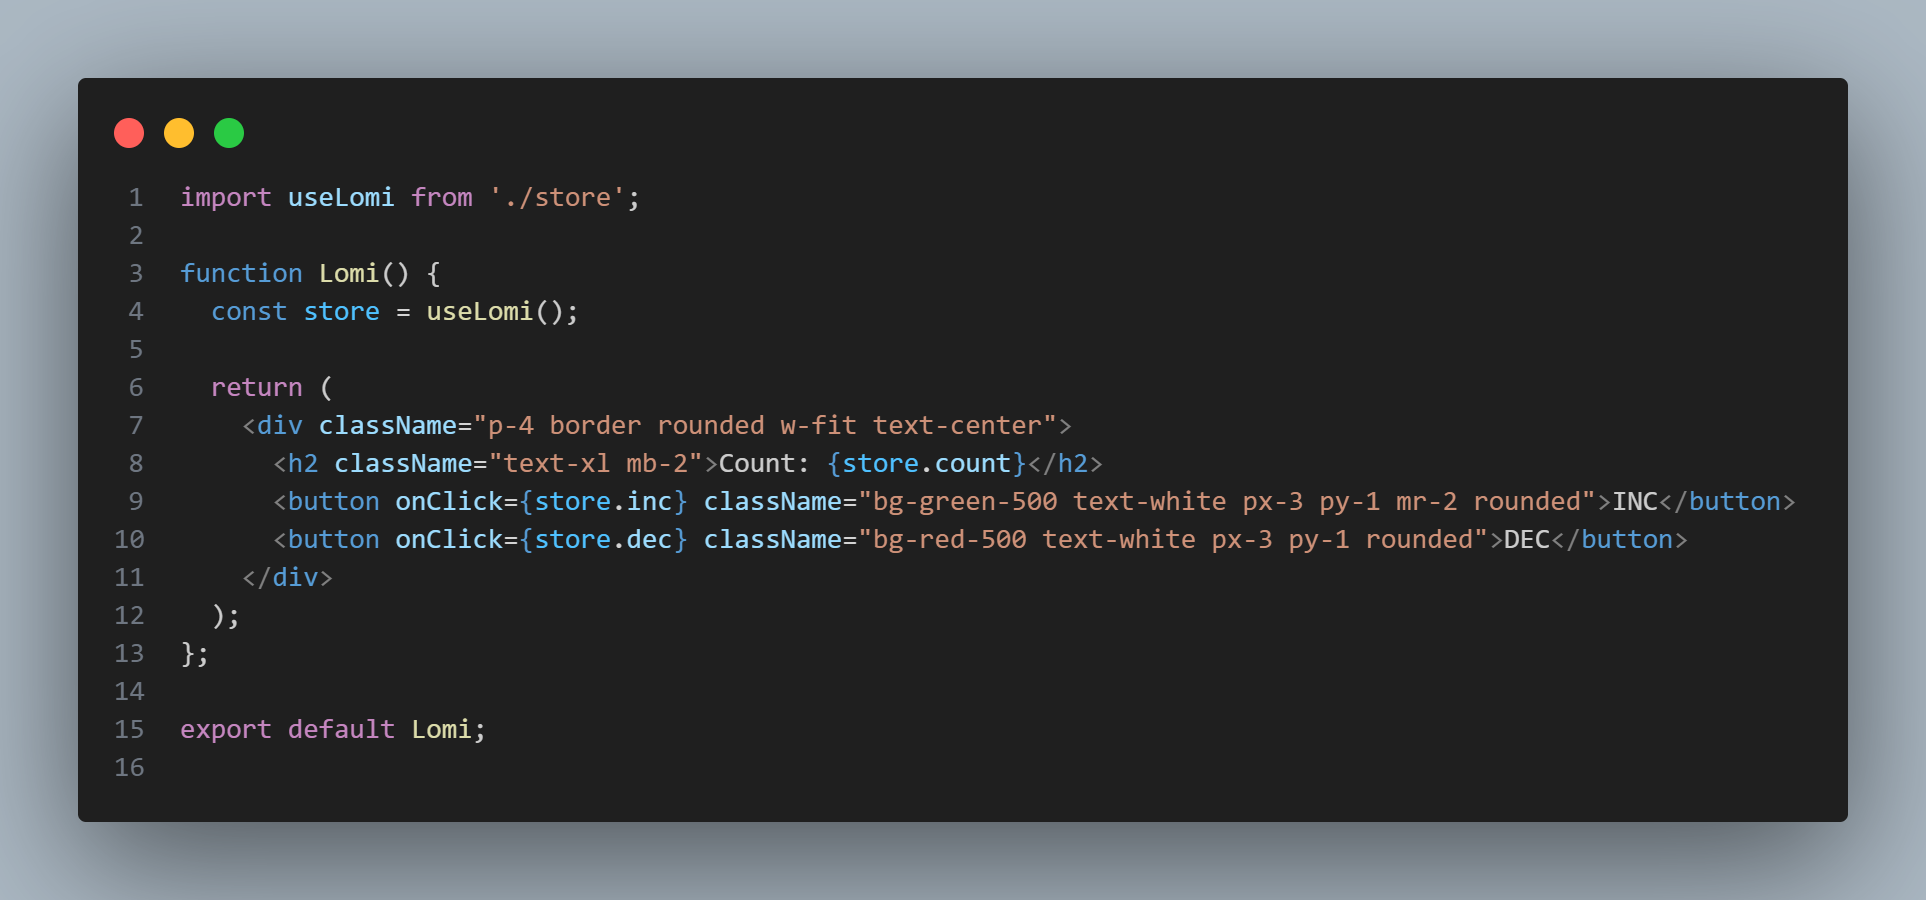 1 import useLomi from './store';
2
3 function Lomi() {
4   const store = useLomi();
5
6   return (
7     <div className="p-4 border rounded w-fit text-center">
8       <h2 className="text-xl mb-2">Count: {store.count}</h2>
9       <button onClick={store.inc} className="bg-green-500 text-white px-3 py-1 mr-2 rounded">INC</button>
10       <button onClick={store.dec} className="bg-red-500 text-white px-3 py-1 rounded">DEC</button>
11     </div>
12   );
13 };
14
15 export default Lomi;
16